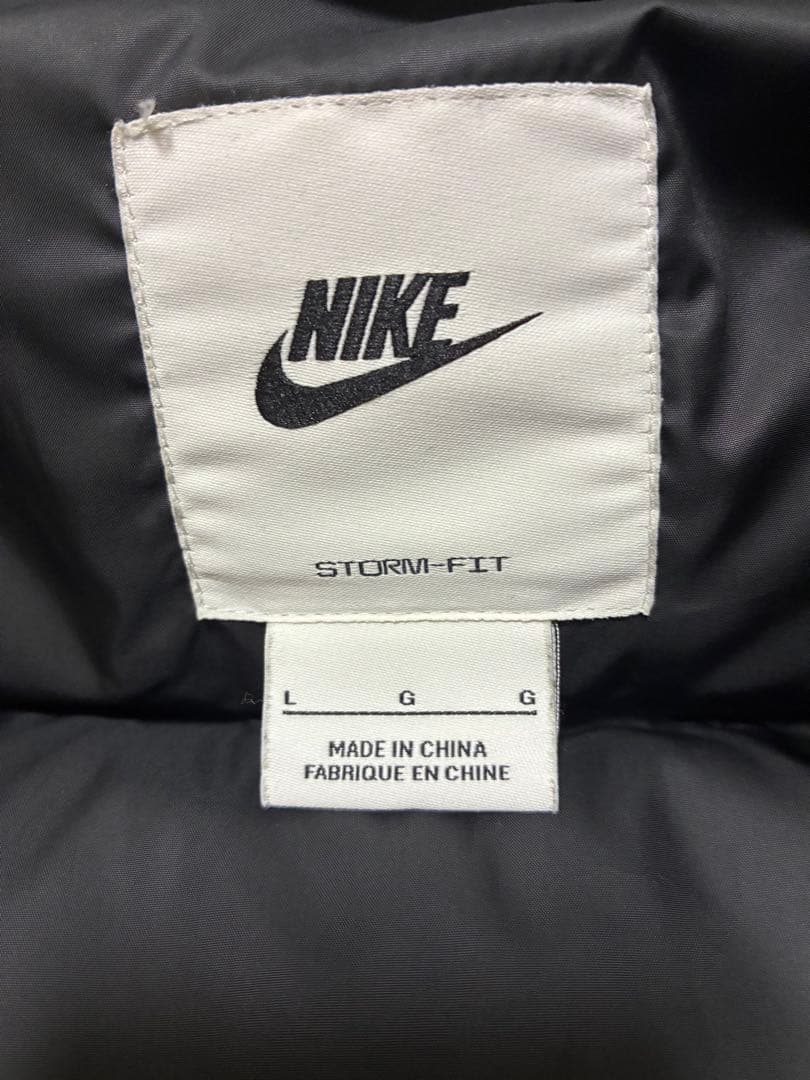 NIKE
STORM-FIT
L G G
MADE IN CHINA
FABRIQUE EN CHINE